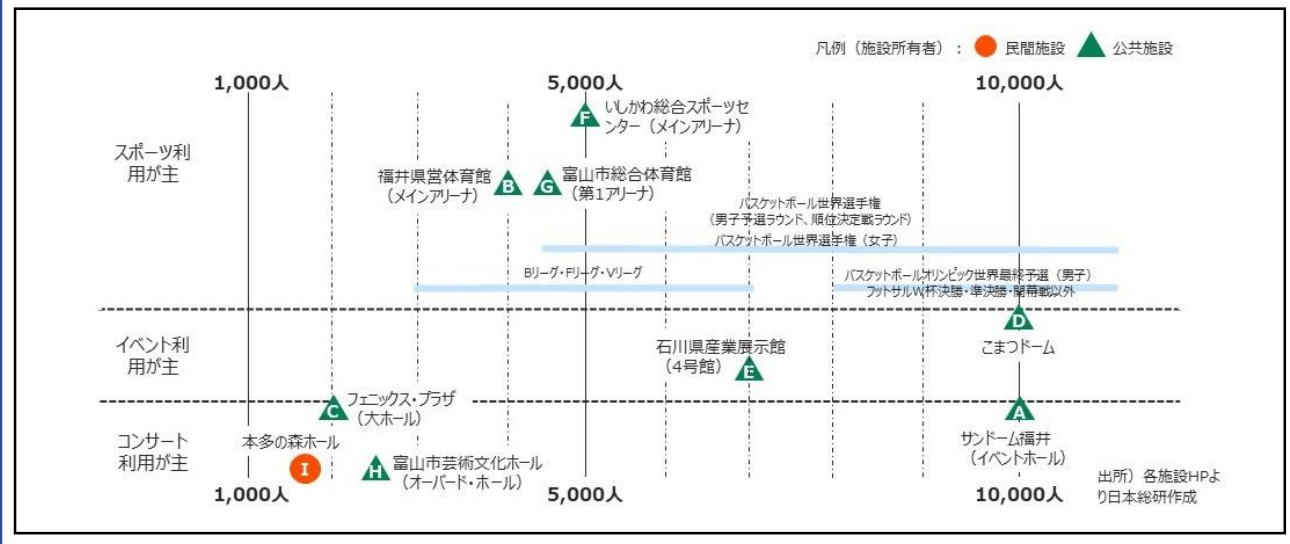 凡例（施設所有者）： 民間施設 公共施設
1,000人 5,000人 10,000人
スポーツ利
用が主
F
いしかわ総合スポーツセ
ンター（メインアリーナ）
福井県営体育館
（メインアリーナ）
B
G
富山市総合体育館
（第1アリーナ）
バスケットボール世界選手権
（男子予選ラウンド、順位決定戦ラウンド）
バスケットボール世界選手権（女子）
Bリーグ・Fリーグ・Vリーグ
バスケットボールオリンピック世界最終予選（男子）
フットサルW杯決勝・準決勝・開幕戦以外
イベント利
用が主
石川県産業展示館
（4号館）
E
D
こまつドーム
C
フェニックス・プラザ
（大ホール）
A
サンドーム福井
（イベントホール）
コンサート
利用が主
本多の森ホール
I
H
富山市芸術文化ホール
（オーバード・ホール）
1,000人 5,000人 10,000人
出所）各施設HPよ
り日本総研作成